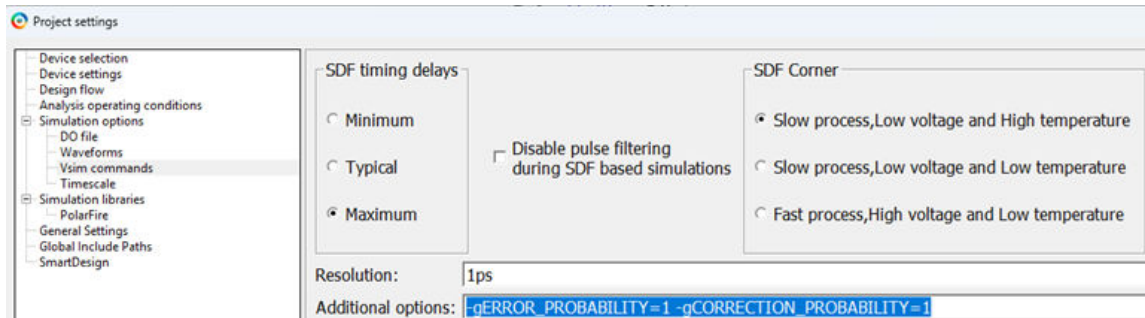 Project settings
Device selection
Device settings
Design flow
Analysis operating conditions
Simulation options
DO file
Waveforms
Vsim commands
Timescale
Simulation libraries
PolarFire
General Settings
Global Include Paths
SmartDesign
SDF timing delays
Minimum
Typical
Maximum
Disable pulse filtering
during SDF based simulations
SDF Corner
Slow process,Low voltage and High temperature
Slow process,Low voltage and Low temperature
Fast process,High voltage and Low temperature
Resolution: 1ps
Additional options: -gERROR_PROBABILITY=1 -gCORRECTION_PROBABILITY=1